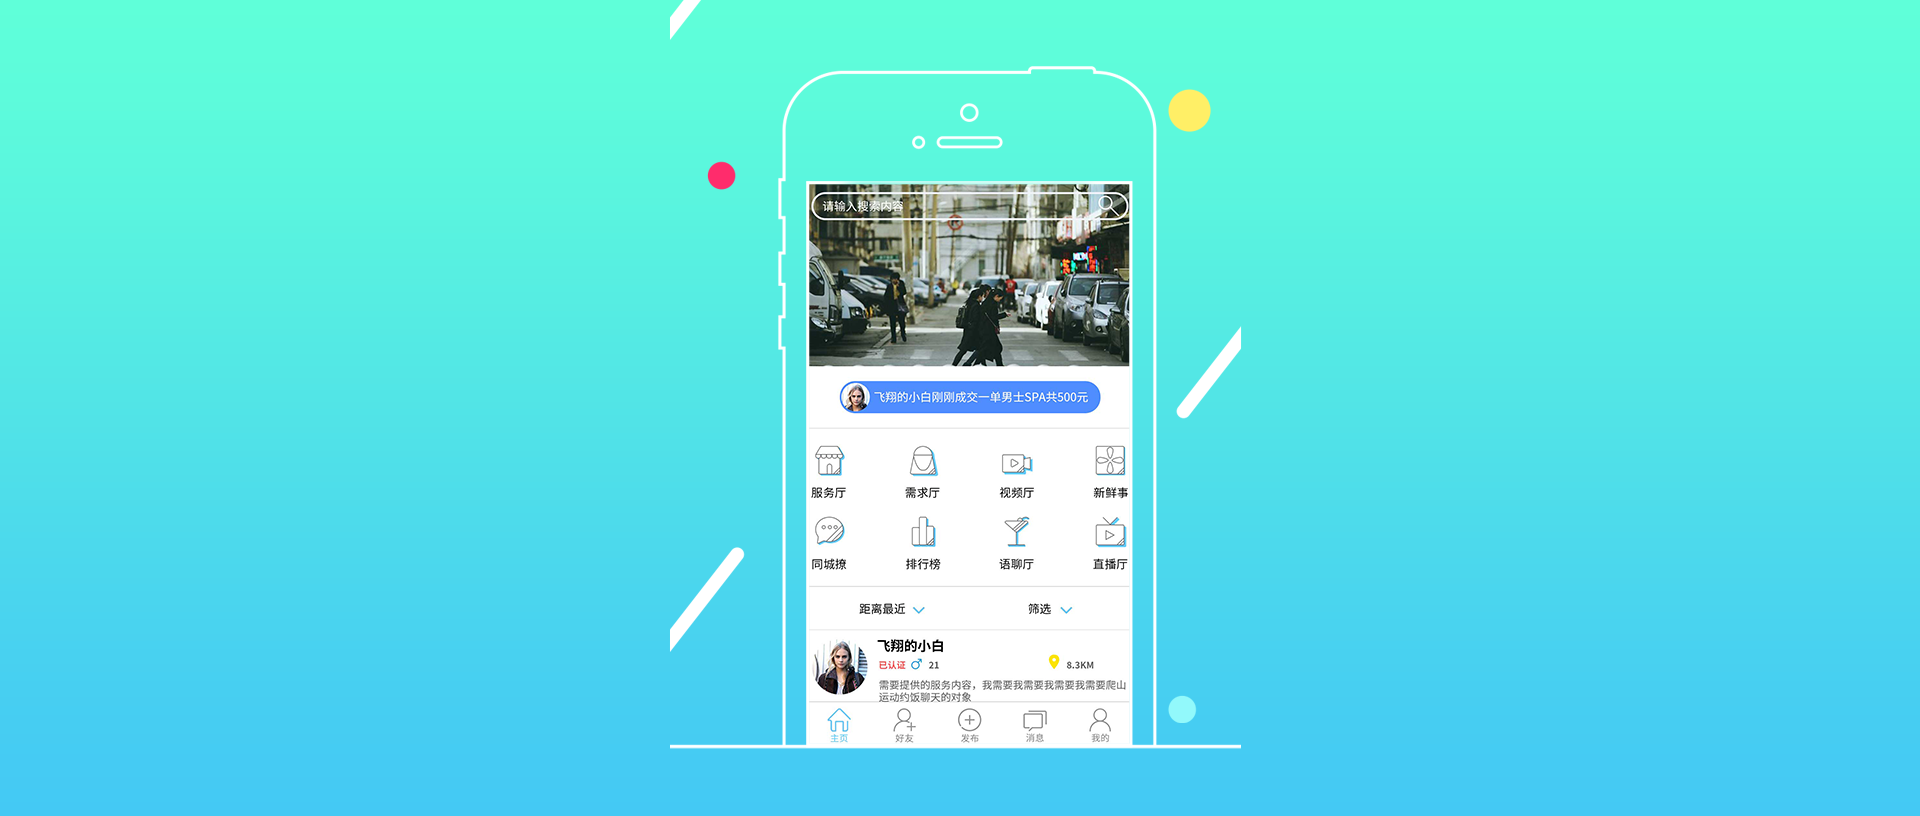 请输入搜索内容
飞翔的小白刚刚成交一单男士SPA共500元
服务厅 需求厅 视频厅 新鲜事
同城撩 排行榜 语聊厅 直播厅
距离最近 筛选
飞翔的小白
已认证 21 8.3KM
需要提供的服务内容，我需要我需要我需要我需要爬山
运动约饭聊天的对象
主页 好友 发布 消息 我的